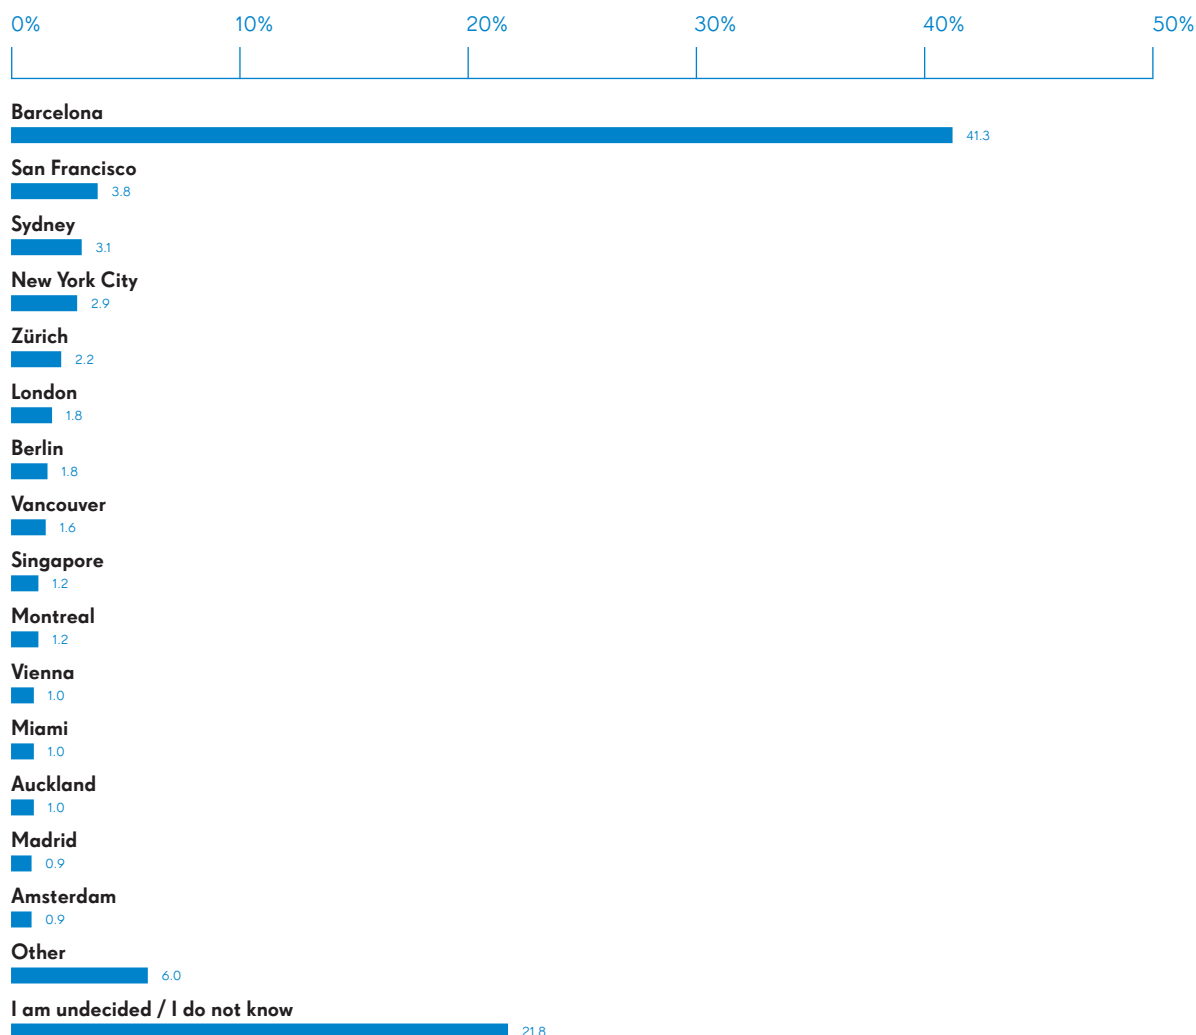 0% 10% 20% 30% 40% 50%
Barcelona
41.3
San Francisco
3.8
Sydney
3.1
New York City
2.9
Zürich
2.2
London
1.8
Berlin
1.8
Vancouver
1.6
Singapore
1.2
Montreal
1.2
Vienna
1.0
Miami
1.0
Auckland
1.0
Madrid
0.9
Amsterdam
0.9
Other
6.0
I am undecided / I do not know
21.8